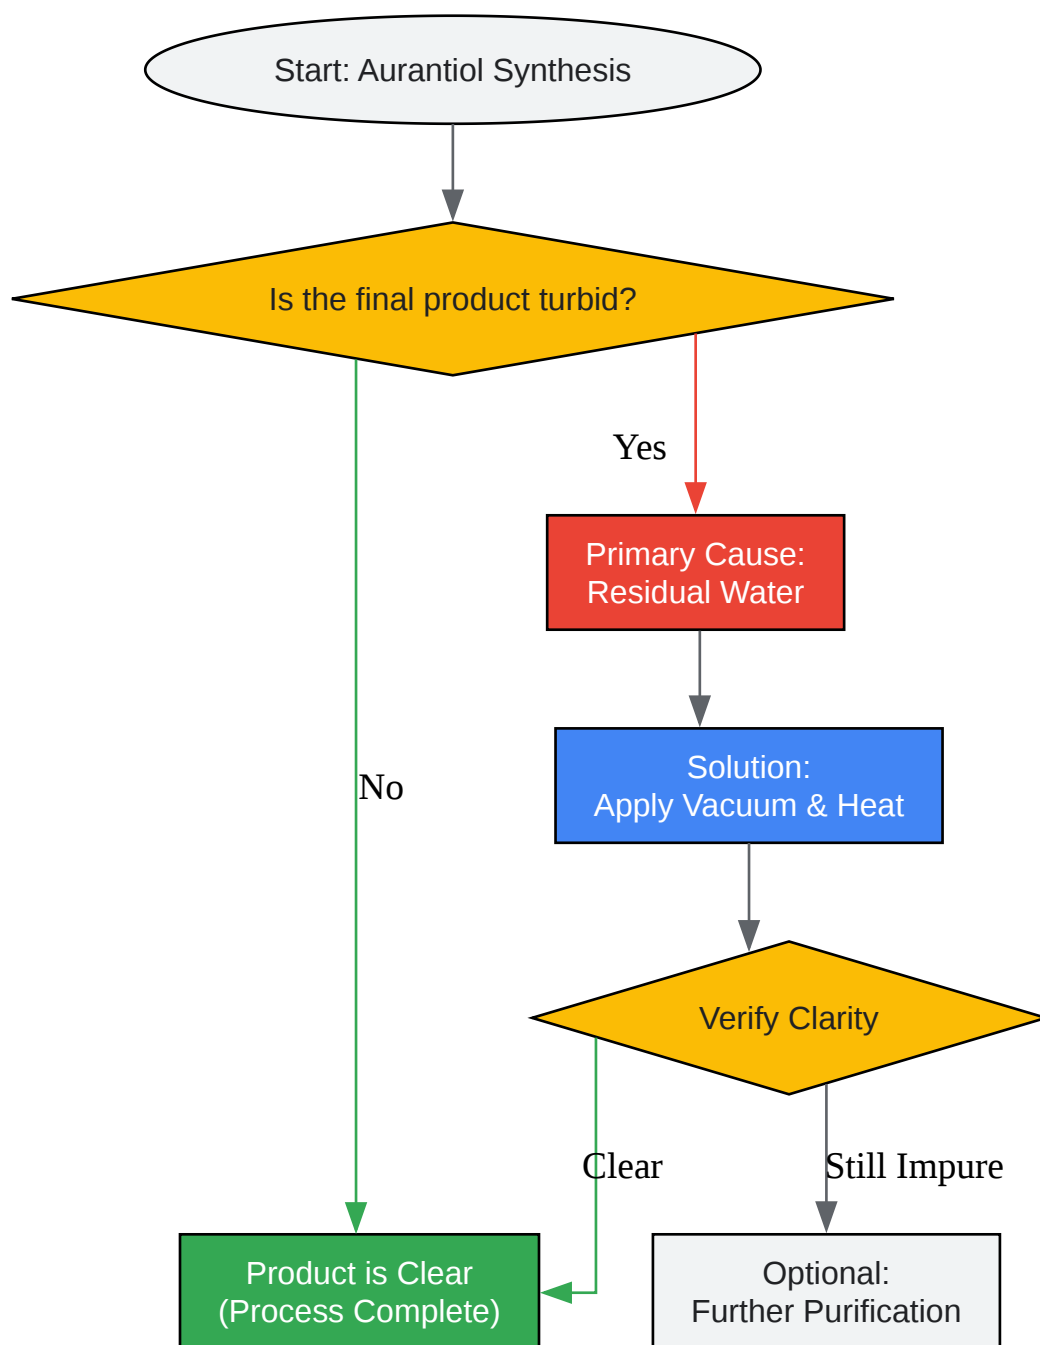 Start: Aurantiol Synthesis
Is the final product turbid?
Yes
Primary Cause:
Residual Water
Solution:
Apply Vacuum & Heat
No
Verify Clarity
Clear
Still Impure
Product is Clear
(Process Complete)
Optional:
Further Purification